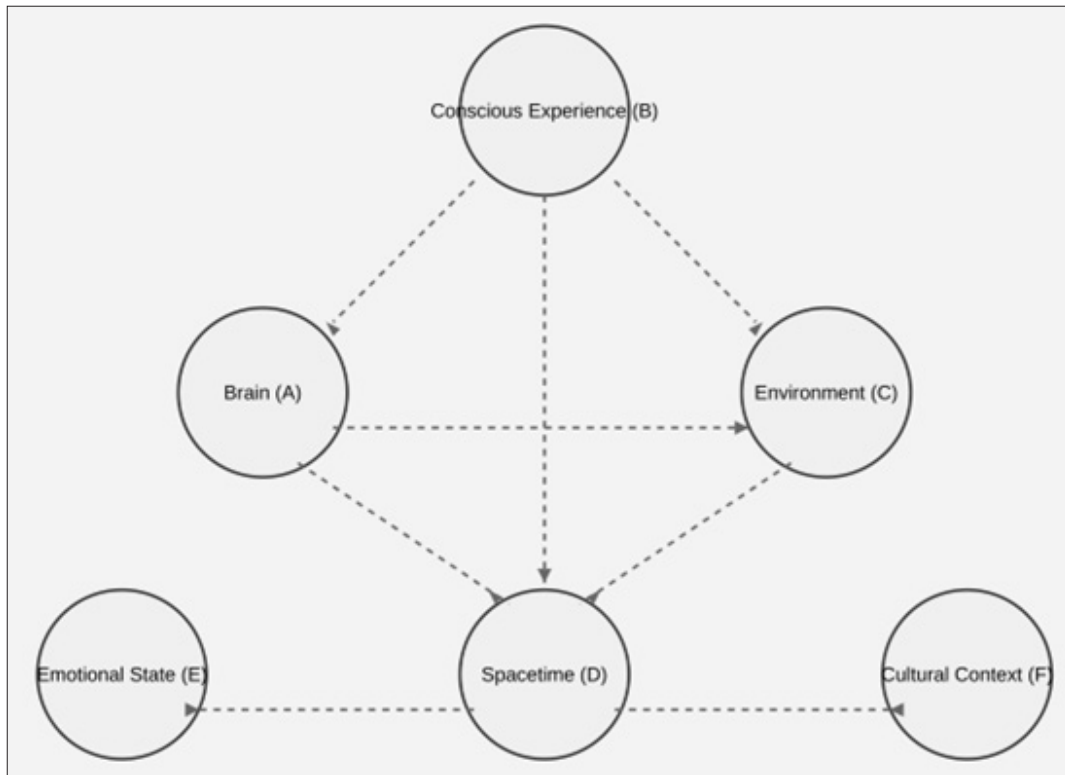 Conscious Experience (B)
Brain (A)
Environment (C)
Emotional State (E)
Spacetime (D)
Cultural Context (F)